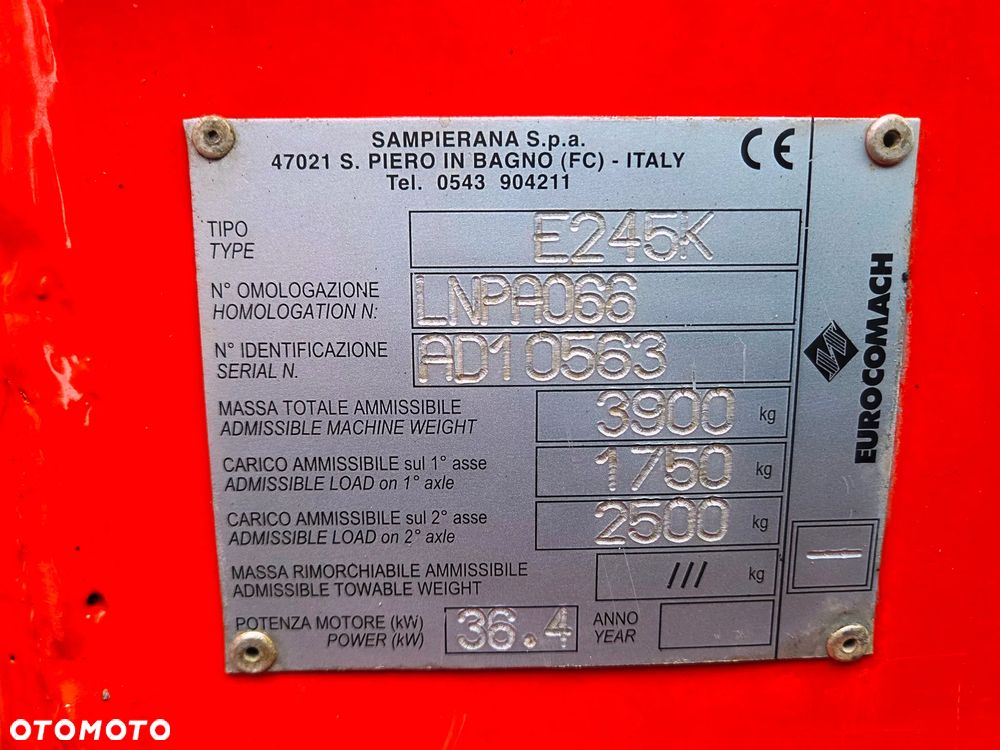 SAMPIERANA S.p.a.
47021 S. PIERO IN BAGNO (FC) - ITALY
Tel. 0543 904211
CE
TIPO
TYPE
E245K
N° OMOLOGAZIONE
HOMOLOGATION N:
LNPA066
N° IDENTIFICAZIONE
SERIAL N.
AD10563
MASSA TOTALE AMMISSIBILE
ADMISSIBLE MACHINE WEIGHT
3900 kg
CARICO AMMISSIBILE sul 1° asse
ADMISSIBLE LOAD on 1° axle
1750 kg
CARICO AMMISSIBILE sul 2° asse
ADMISSIBLE LOAD on 2° axle
2500 kg
MASSA RIMORCHIABILE AMMISSIBILE
ADMISSIBLE TOWABLE WEIGHT
/// kg
POTENZA MOTORE (kW)
POWER (kW)
36.4
ANNO
YEAR
EUROCOMACH
OTOMOTO